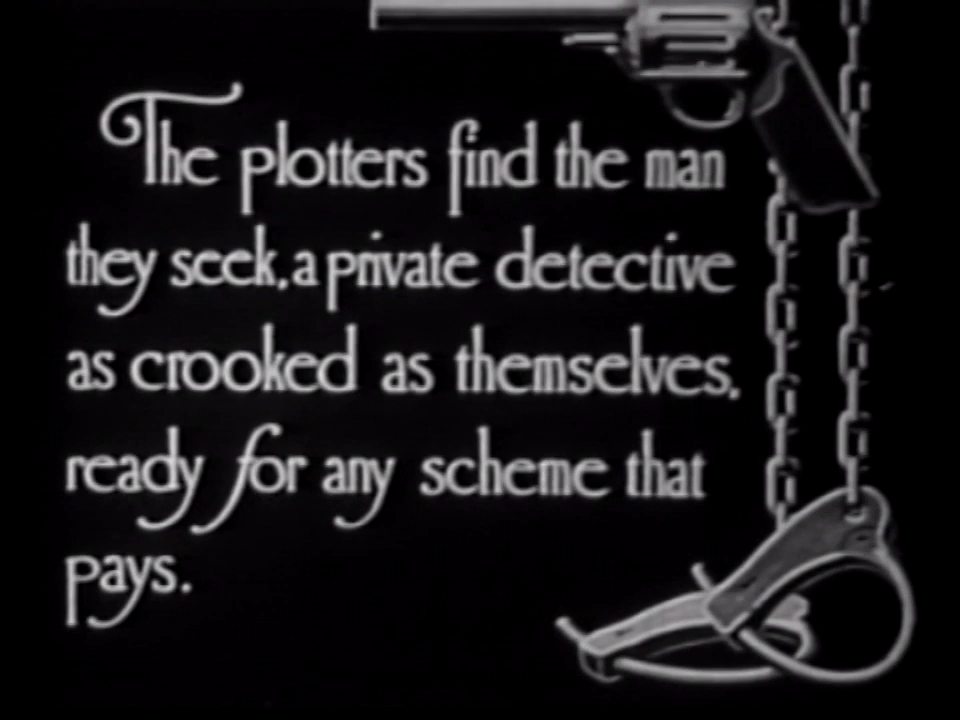 The plotters find the man
they seek, a private detective
as crooked as themselves,
ready for any scheme that
pays.